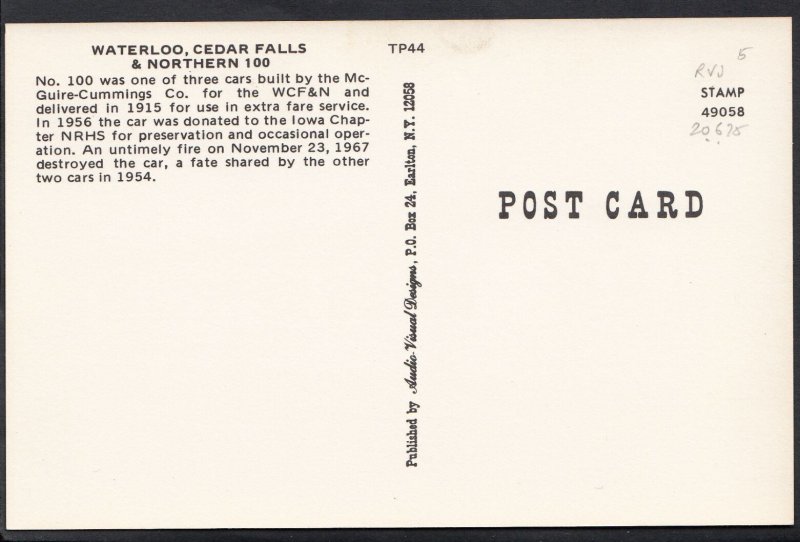 WATERLOO, CEDAR FALLS
& NORTHERN 100
No. 100 was one of three cars built by the Mc-
Guire-Cummings Co. for the WCF&N and
delivered in 1915 for use in extra fare service.
In 1956 the car was donated to the Iowa Chap-
ter NRHS for preservation and occasional oper-
ation. An untimely fire on November 23, 1967
destroyed the car, a fate shared by the other
two cars in 1954.
TP44
Published by Audio-Visual Designs, P.O. Box 24, Earlton, N.Y. 12058
5
STAMP
49058
POST CARD